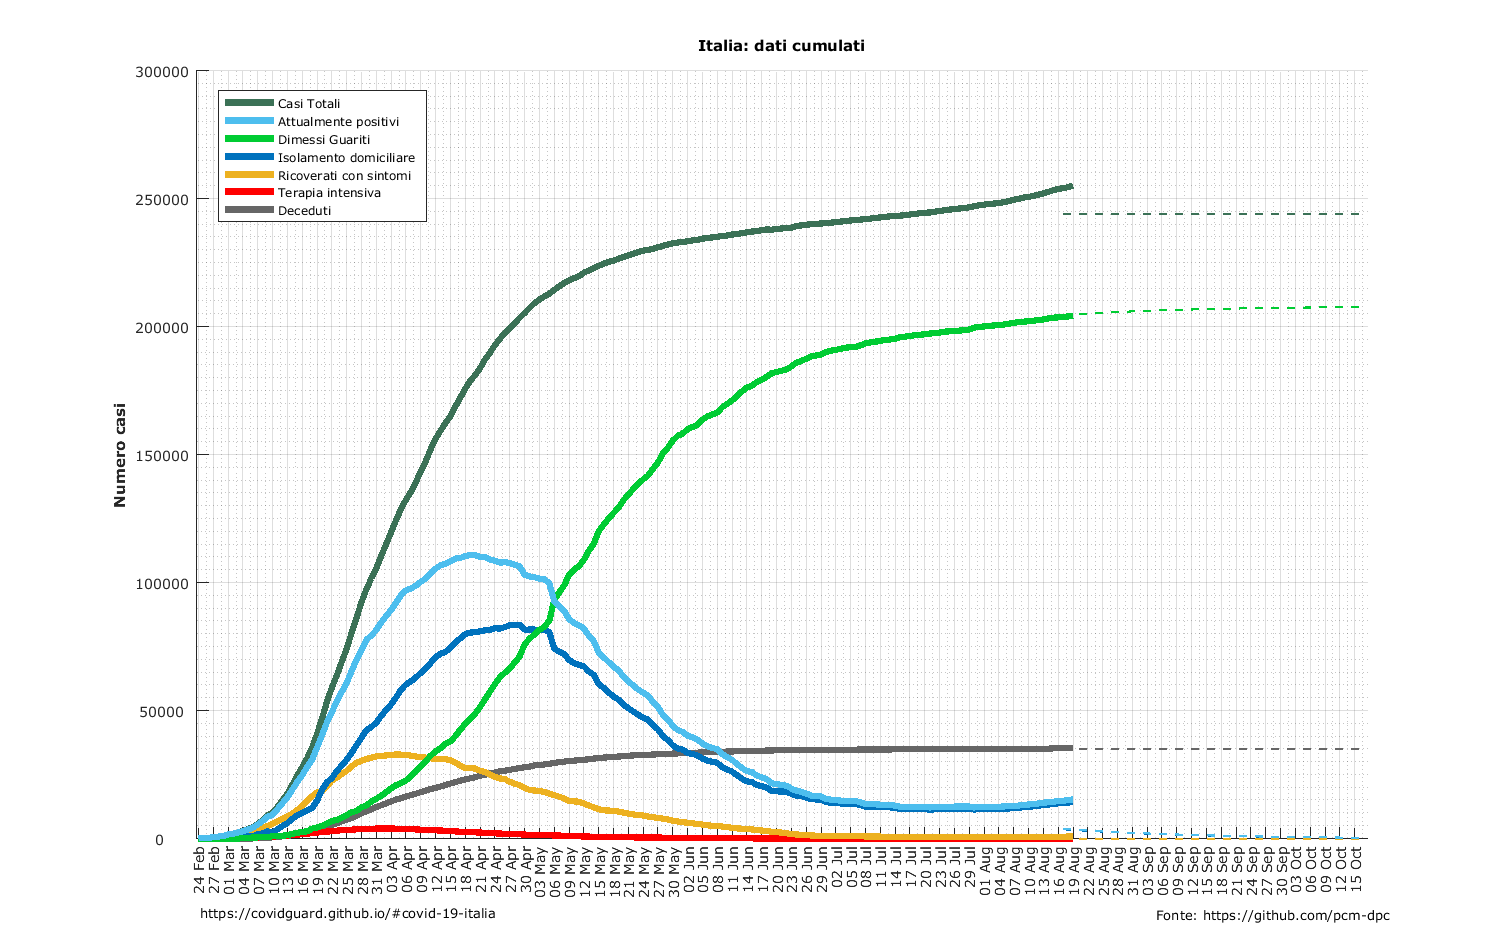 Italia: dati cumulati
300000
250000
200000
150000
100000
50000
0
Numero casi
Casi Totali
Attualmente positivi
Dimessi Guariti
Isolamento domiciliare
Ricoverati con sintomi
Terapia intensiva
Deceduti
24 Feb
27 Feb
01 Mar
04 Mar
07 Mar
10 Mar
13 Mar
16 Mar
19 Mar
22 Mar
25 Mar
28 Mar
31 Mar
03 Apr
06 Apr
09 Apr
12 Apr
15 Apr
18 Apr
21 Apr
24 Apr
27 Apr
30 Apr
03 May
06 May
09 May
12 May
15 May
18 May
21 May
24 May
27 May
30 May
02 Jun
05 Jun
08 Jun
11 Jun
14 Jun
17 Jun
20 Jun
23 Jun
26 Jun
29 Jun
02 Jul
05 Jul
08 Jul
11 Jul
14 Jul
17 Jul
20 Jul
23 Jul
26 Jul
29 Jul
01 Aug
04 Aug
07 Aug
10 Aug
13 Aug
16 Aug
19 Aug
22 Aug
25 Aug
28 Aug
31 Aug
03 Sep
06 Sep
09 Sep
12 Sep
15 Sep
18 Sep
21 Sep
24 Sep
27 Sep
30 Sep
03 Oct
06 Oct
09 Oct
12 Oct
15 Oct
https://covidguard.github.io/#covid-19-italia
Fonte: https://github.com/pcm-dpc